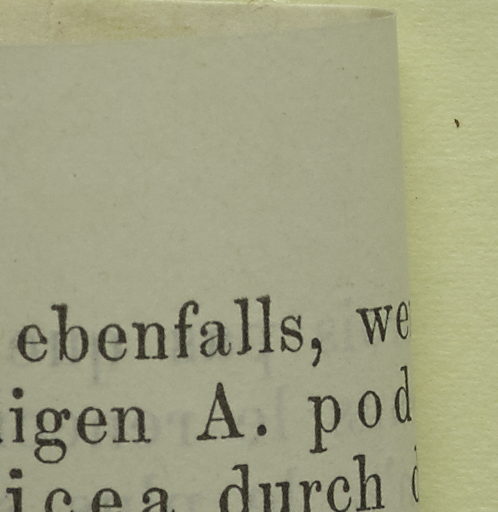 ebenfalls, we
igen A. pod
icea durch